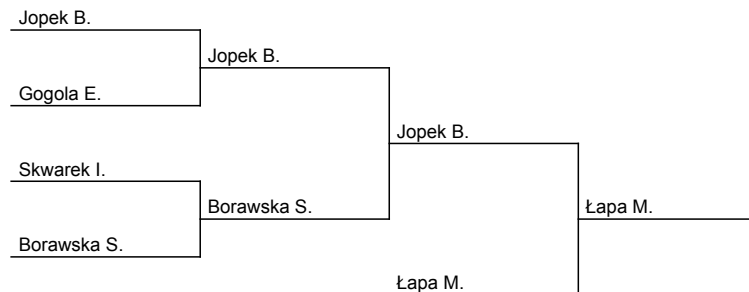 Jopek B.
Jopek B.
Gogola E.
Jopek B.
Skwarek I.
Borawska S.
Łapa M.
Borawska S.
Łapa M.